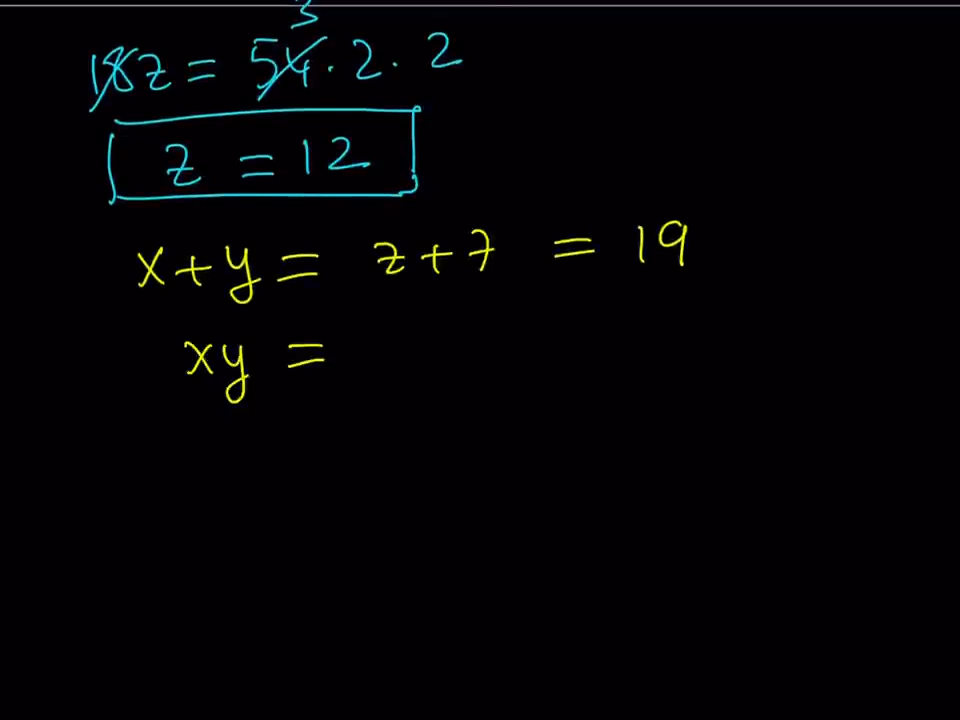 3
18z = 54 · 2 · 2
z = 12
x + y = z + 7 = 19
xy =